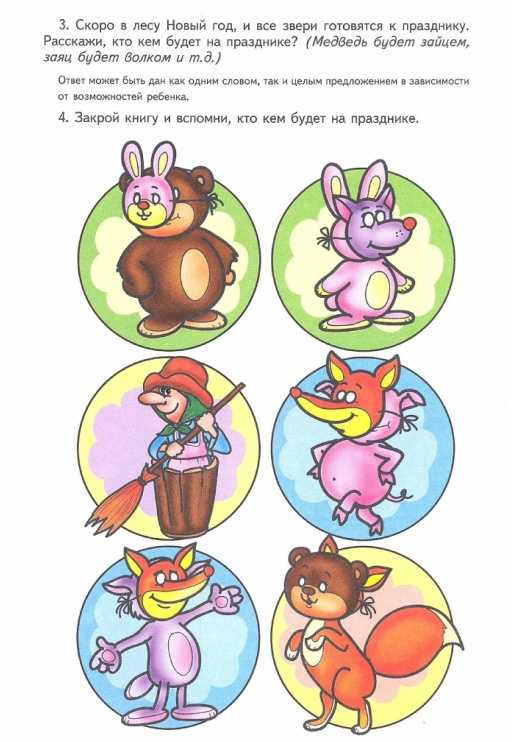 3. Скоро в лесу Новый год, и все звери готовятся к празднику.
Расскажи, кто кем будет на празднике? (Медведь будет зайцем,
заяц будет волком и т.д.)
Ответ может быть дан как одним словом, так и целым предложением в зависимости
от возможностей ребенка.
4. Закрой книгу и вспомни, кто кем будет на празднике.